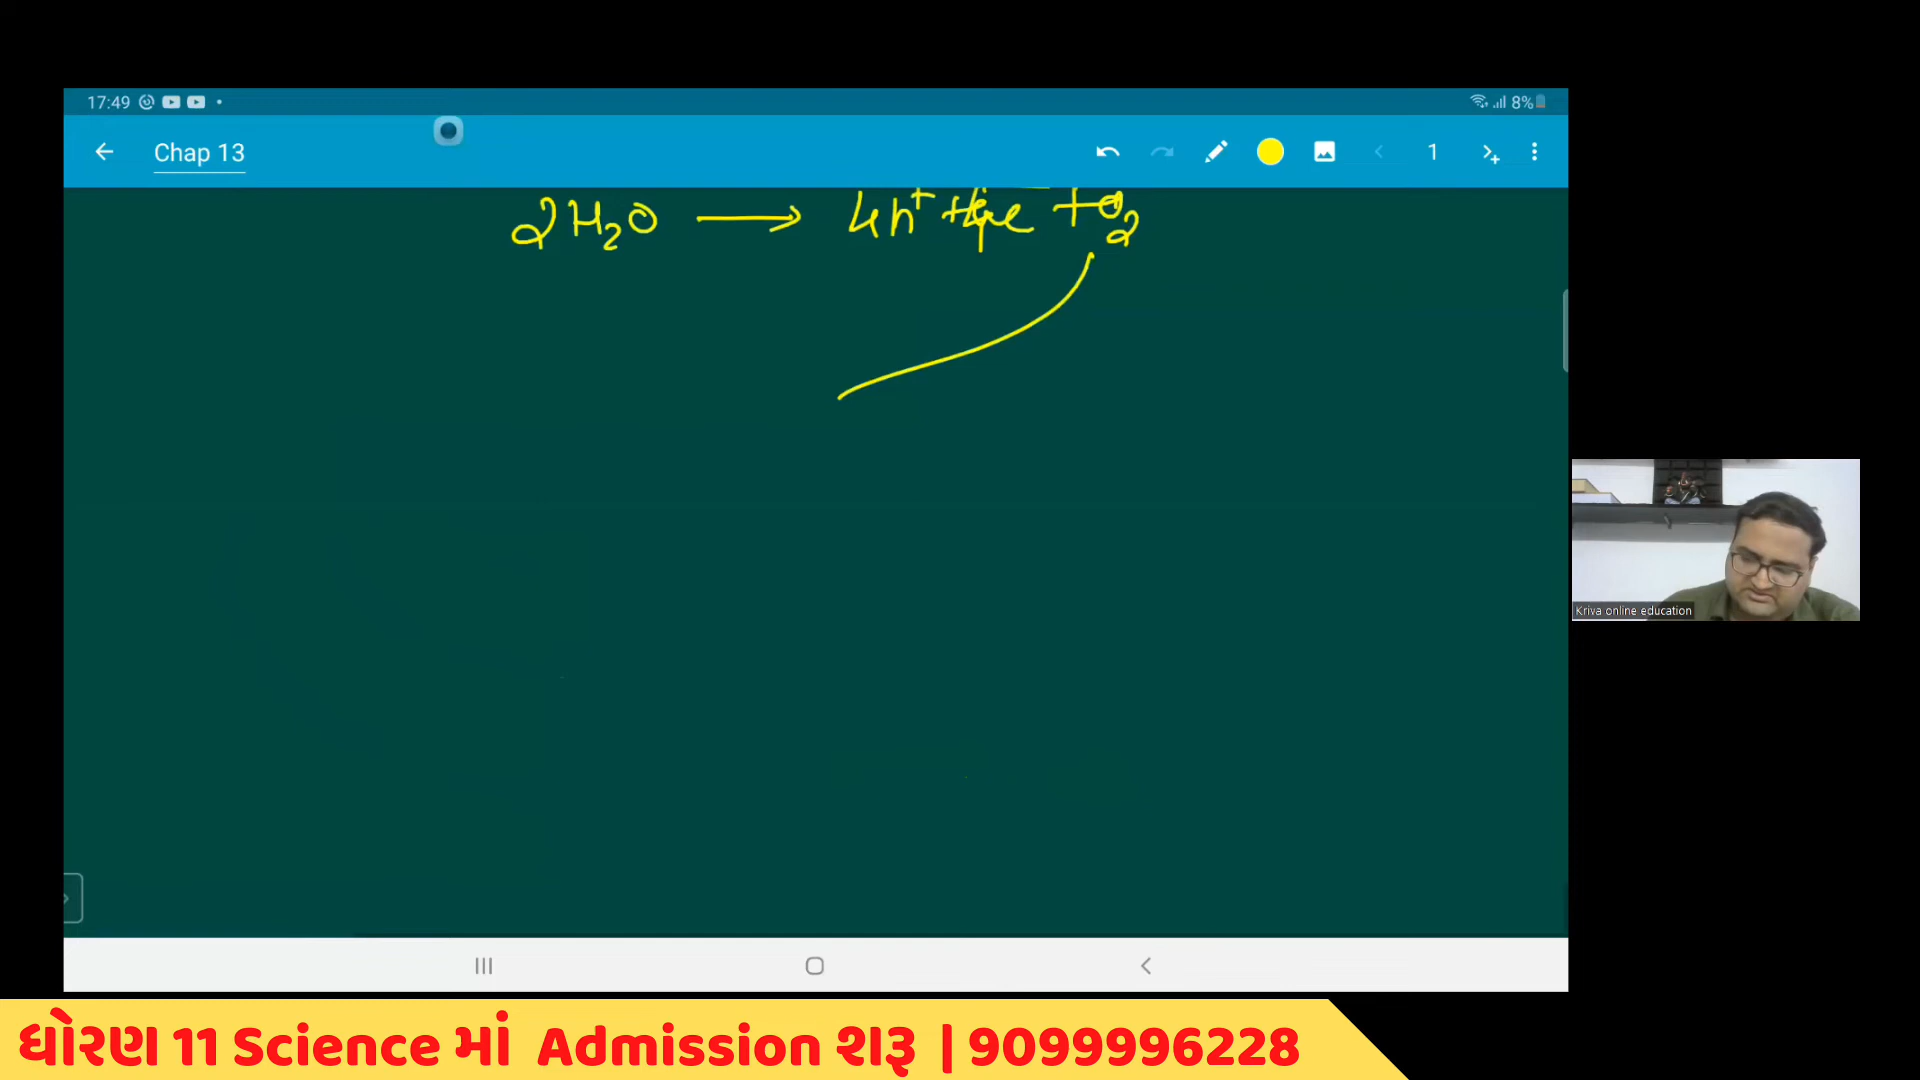 17:49 8%
Chap 13 1
2H₂O ⟶ 4h⁺ + 4e + O₂
Kriva online education
ધોરણ 11 Science માં Admission શરૂ | 9099996228